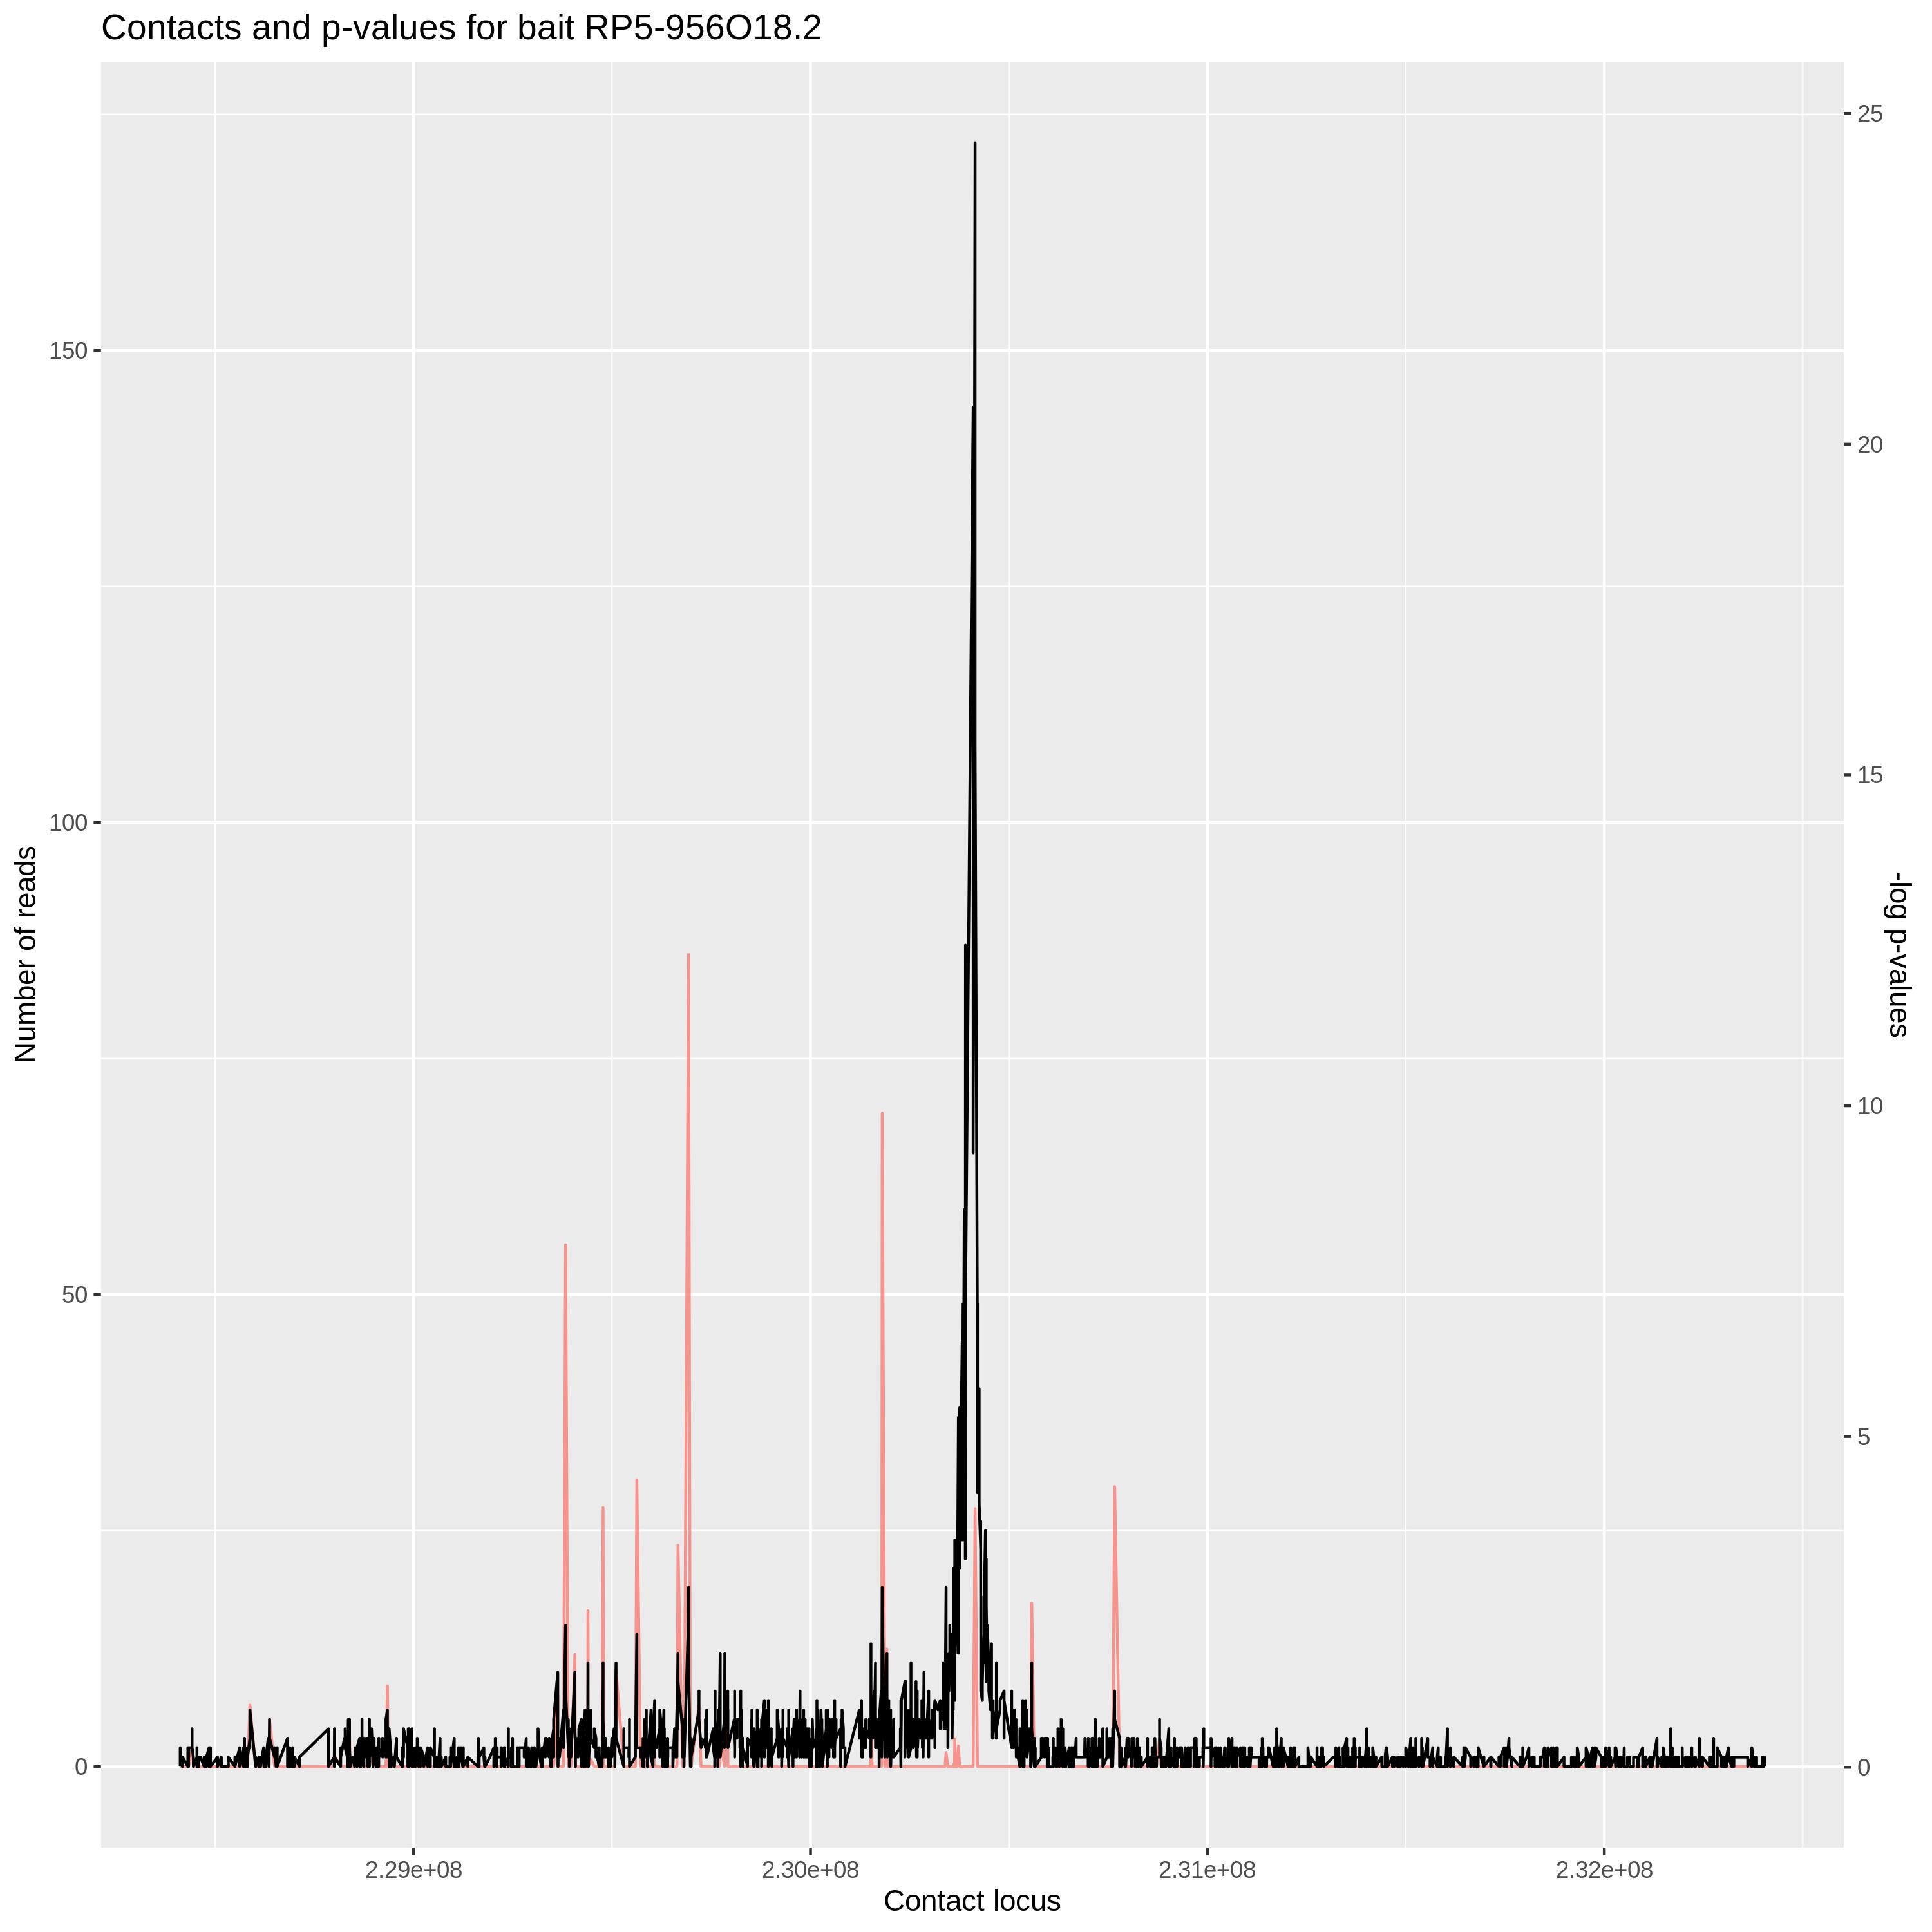 Contacts and p-values for bait RP5-956O18.2
Number of reads
150
100
50
0
25
20
15
10
5
0
-log p-values
2.29e+08 2.30e+08 2.31e+08 2.32e+08
Contact locus